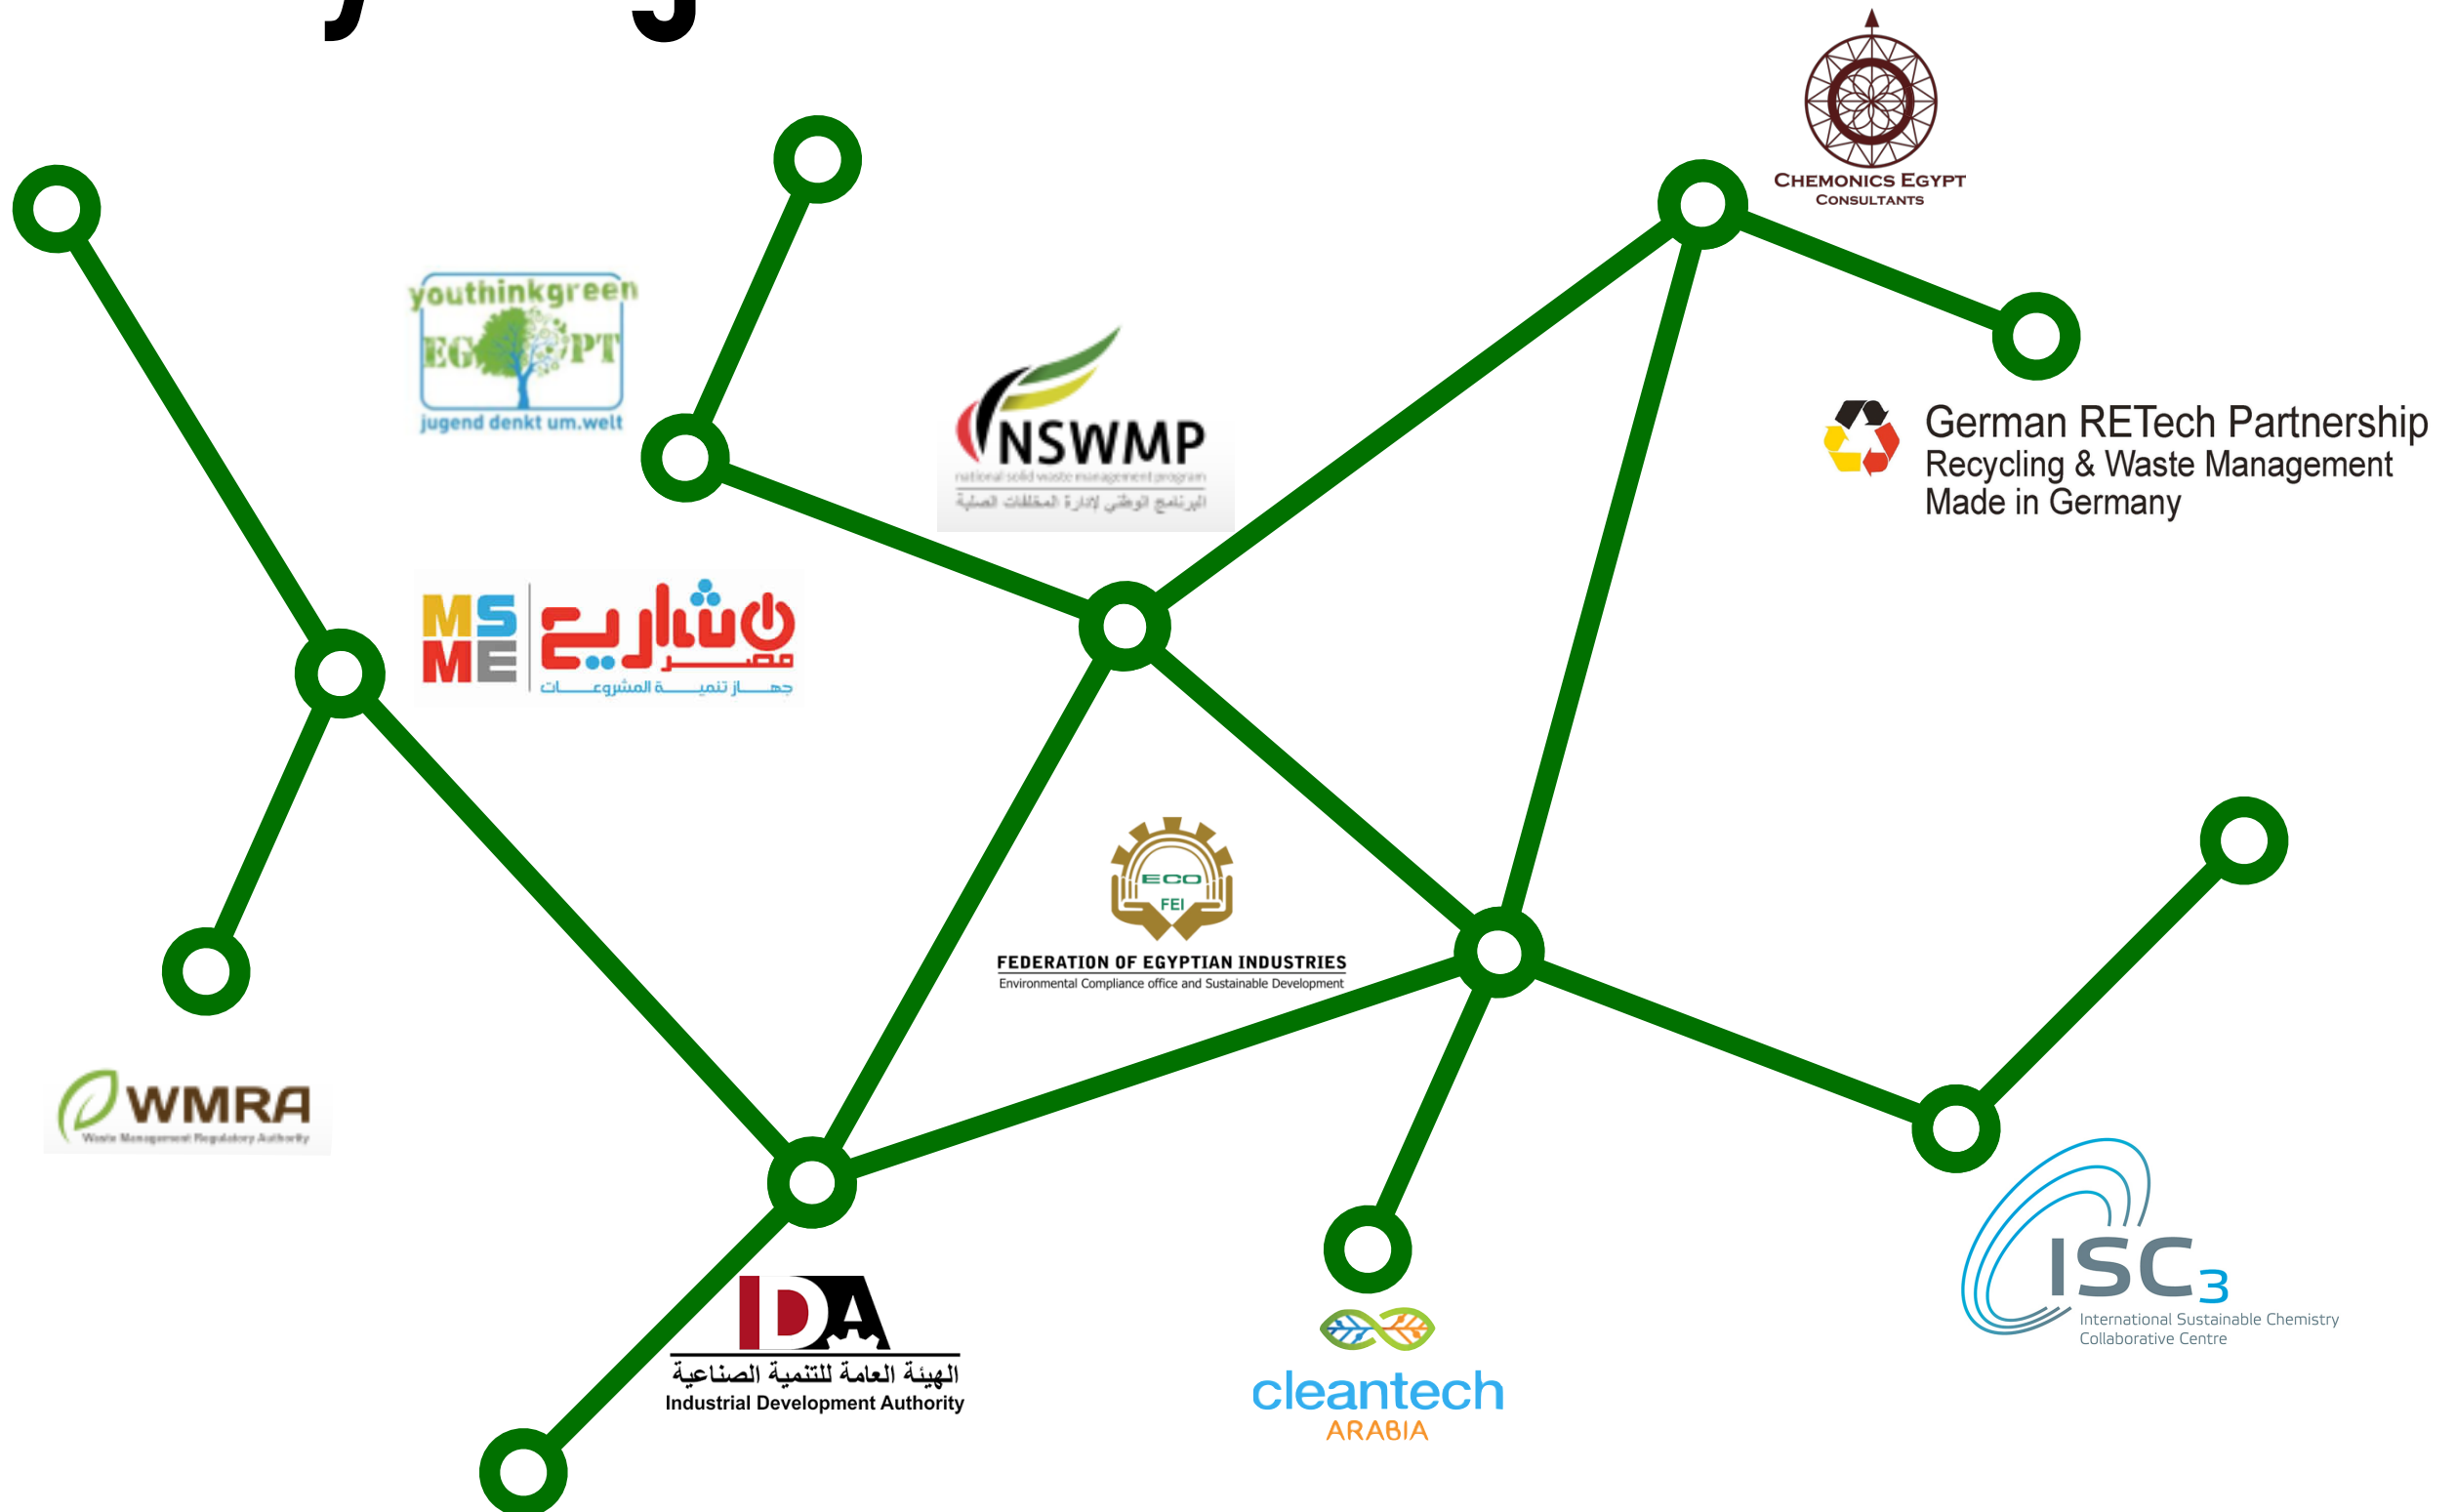 CHEMONICS EGYPT
CONSULTANTS
youthinkgreen
EGYPT
jugend denkt um.welt
NSWMP
national solid waste management program
البرنامج الوطني لإدارة المخلفات الصلبة
German RETech Partnership
Recycling & Waste Management
Made in Germany
MS
ME
مشاريع
مصر
جهاز تنمية المشروعات
ECO
FEI
FEDERATION OF EGYPTIAN INDUSTRIES
Environmental Compliance office and Sustainable Development
WMRA
Waste Management Regulatory Authority
ISC3
International Sustainable Chemistry
Collaborative Centre
IDA
الهيئة العامة للتنمية الصناعية
Industrial Development Authority
cleantech
ARABIA